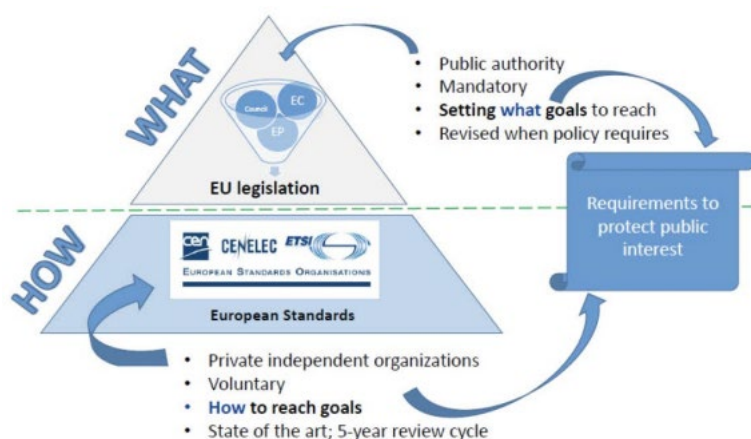 WHAT
Council
EC
EP
EU legislation
• Public authority
• Mandatory
• Setting what goals to reach
• Revised when policy requires
Requirements to
protect public
interest
HOW
cen
CENELEC
ETSI
EUROPEAN STANDARDS ORGANISATIONS
European Standards
• Private independent organizations
• Voluntary
• How to reach goals
• State of the art; 5-year review cycle